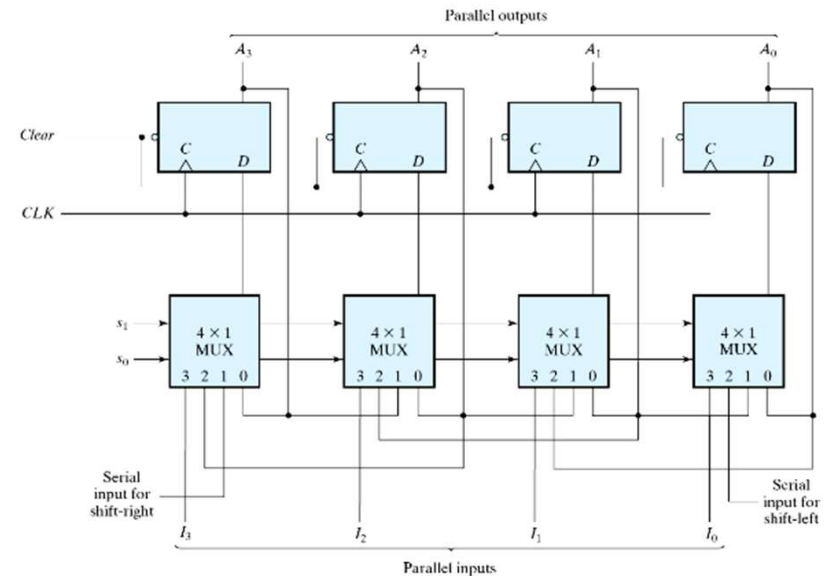 Parallel outputs
A3 A2 A1 A0
Clear
C D C D C D C D
CLK
s1
4 × 1 MUX 4 × 1 MUX 4 × 1 MUX 4 × 1 MUX
s0
3 2 1 0 3 2 1 0 3 2 1 0 3 2 1 0
Serial
input for
shift-right
Serial
input for
shift-left
I3 I2 I1 I0
Parallel inputs